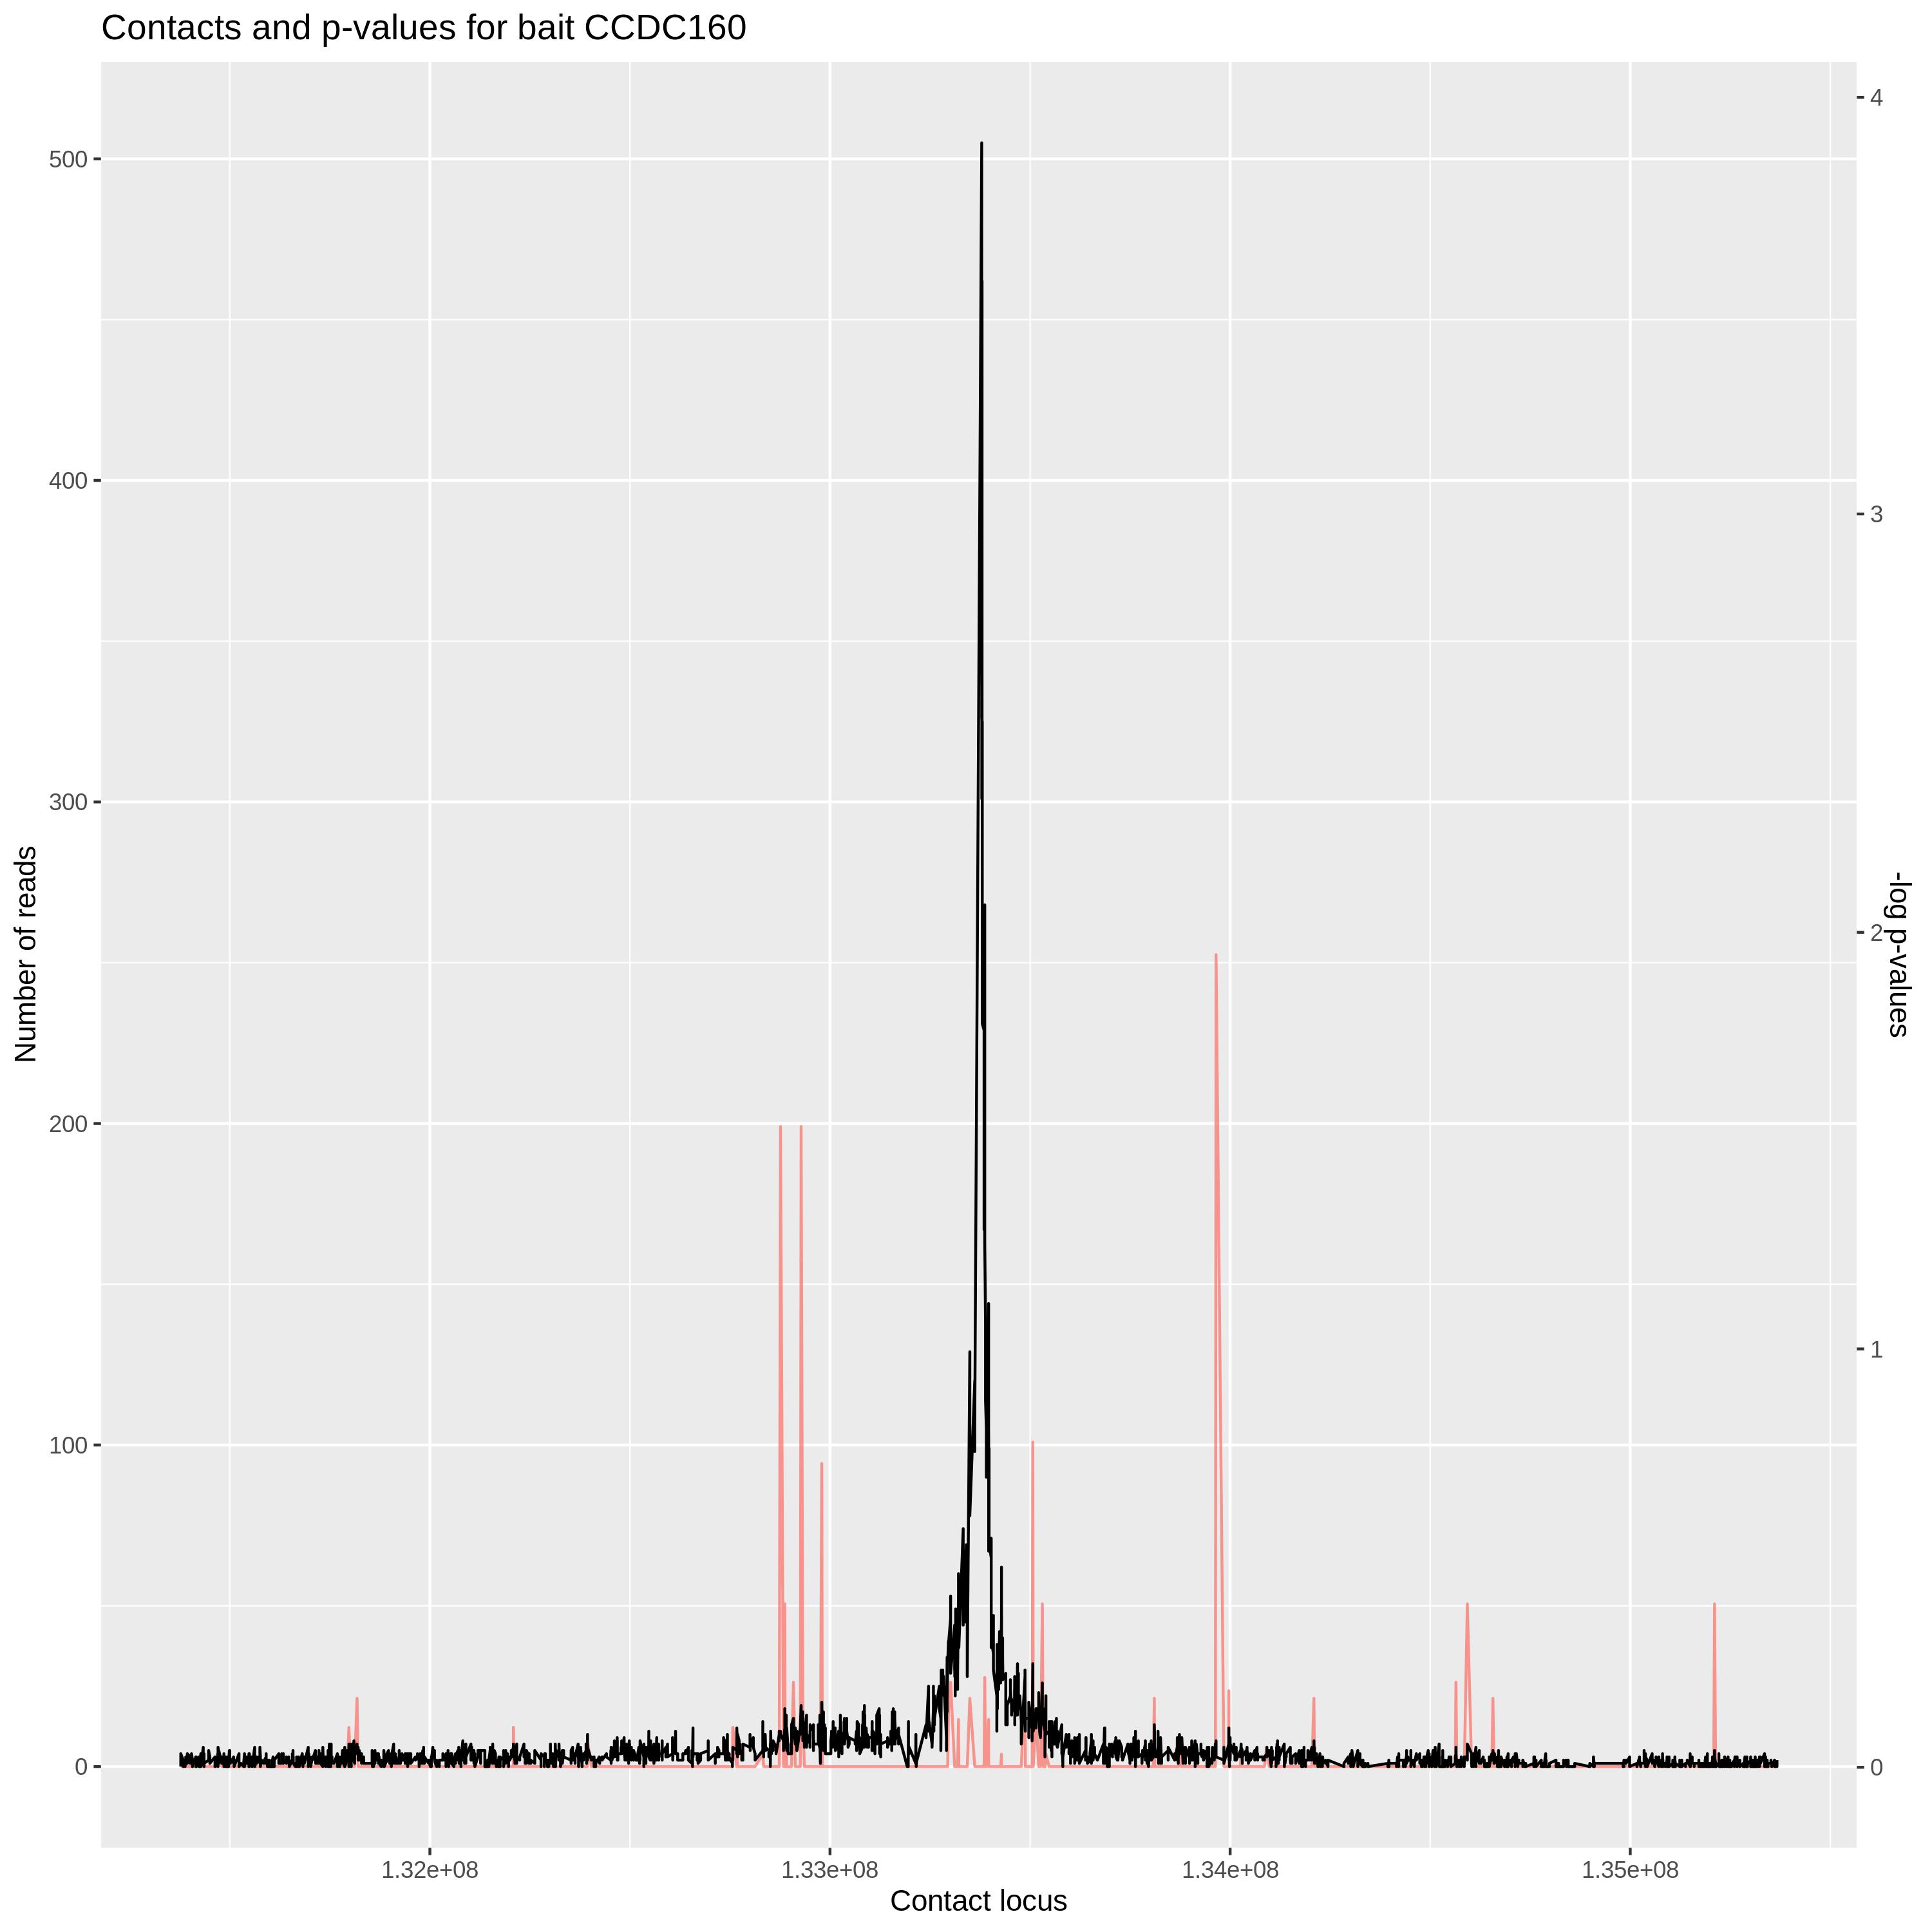 Contacts and p-values for bait CCDC160
500
400
300
200
100
0
Number of reads
4
3
2
1
0
-log p-values
1.32e+08
1.33e+08
1.34e+08
1.35e+08
Contact locus